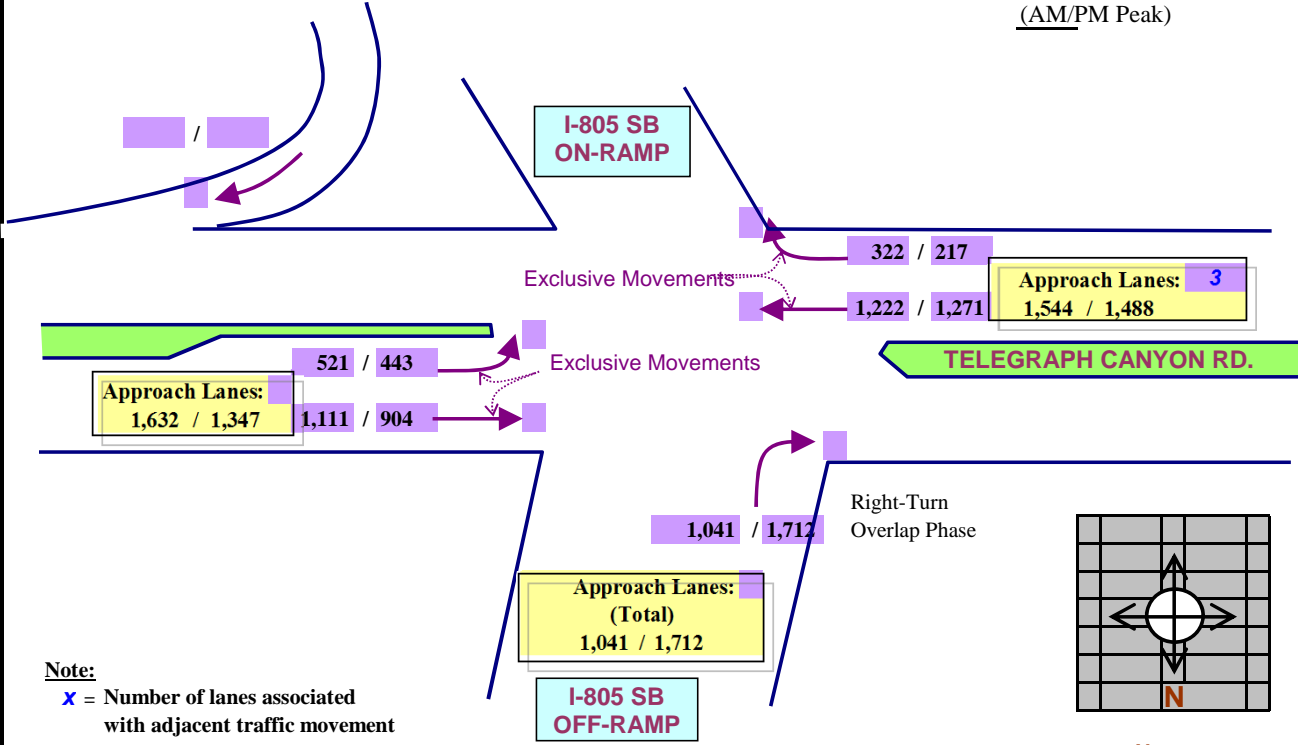 (AM/PM Peak)
I-805 SB
ON-RAMP
/
322 / 217
Exclusive Movements
Approach Lanes: 3
1,544 / 1,488
1,222 / 1,271
521 / 443
Exclusive Movements
TELEGRAPH CANYON RD.
Approach Lanes:
1,632 / 1,347
1,111 / 904
Right-Turn
Overlap Phase
1,041 / 1,712
Approach Lanes:
(Total)
1,041 / 1,712
Note:
x = Number of lanes associated
with adjacent traffic movement
I-805 SB
OFF-RAMP
N